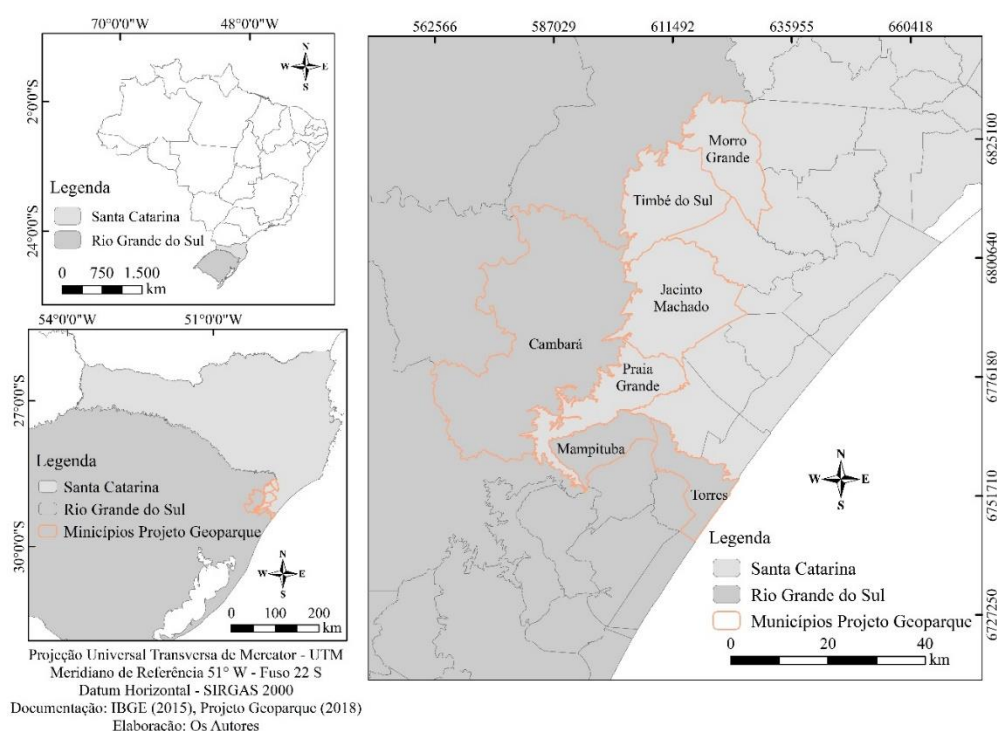 70°0'0"W
48°0'0"W
N
W E
S
2°0'0"S
24°0'0"S
Legenda
Santa Catarina
Rio Grande do Sul
0 750 1.500
km
54°0'0"W
51°0'0"W
27°0'0"S
30°0'0"S
Legenda
Santa Catarina
Rio Grande do Sul
Minicípios Projeto Geoparque
N
W E
S
0 100 200
km
Projeção Universal Transversa de Mercator - UTM
Meridiano de Referência 51° W - Fuso 22 S
Datum Horizontal - SIRGAS 2000
Documentação: IBGE (2015), Projeto Geoparque (2018)
Elaboração: Os Autores
562566 587029 611492 635955 660418
6825100
6800640
6776180
6751710
6727250
Morro
Grande
Timbé do Sul
Jacinto
Machado
Cambará
Praia
Grande
Mampituba
Torres
N
W E
S
Legenda
Santa Catarina
Rio Grande do Sul
Municípios Projeto Geoparque
0 20 40
km